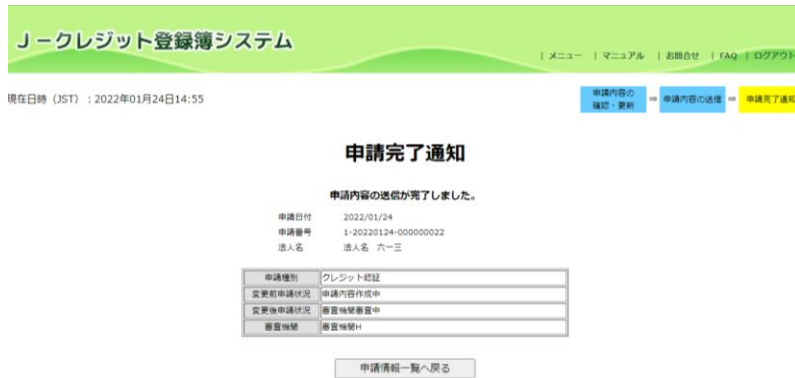 Ｊークレジット登録簿システム
| メニュー | マニュアル | お問合せ | FAQ | ログアウト
現在日時（JST）：2022年01月24日14:55
申請内容の
確認・更新
⇒ 申請内容の送信 ⇒ 申請完了通知
申請完了通知
申請内容の送信が完了しました。
申請日付 2022/01/24
申請番号 1-20220124-000000022
法人名 法人名 六一三
申請種別 クレジット認証
変更前申請状況 申請内容作成中
変更後申請状況 審査機関審査中
審査機関 審査機関H
申請情報一覧へ戻る